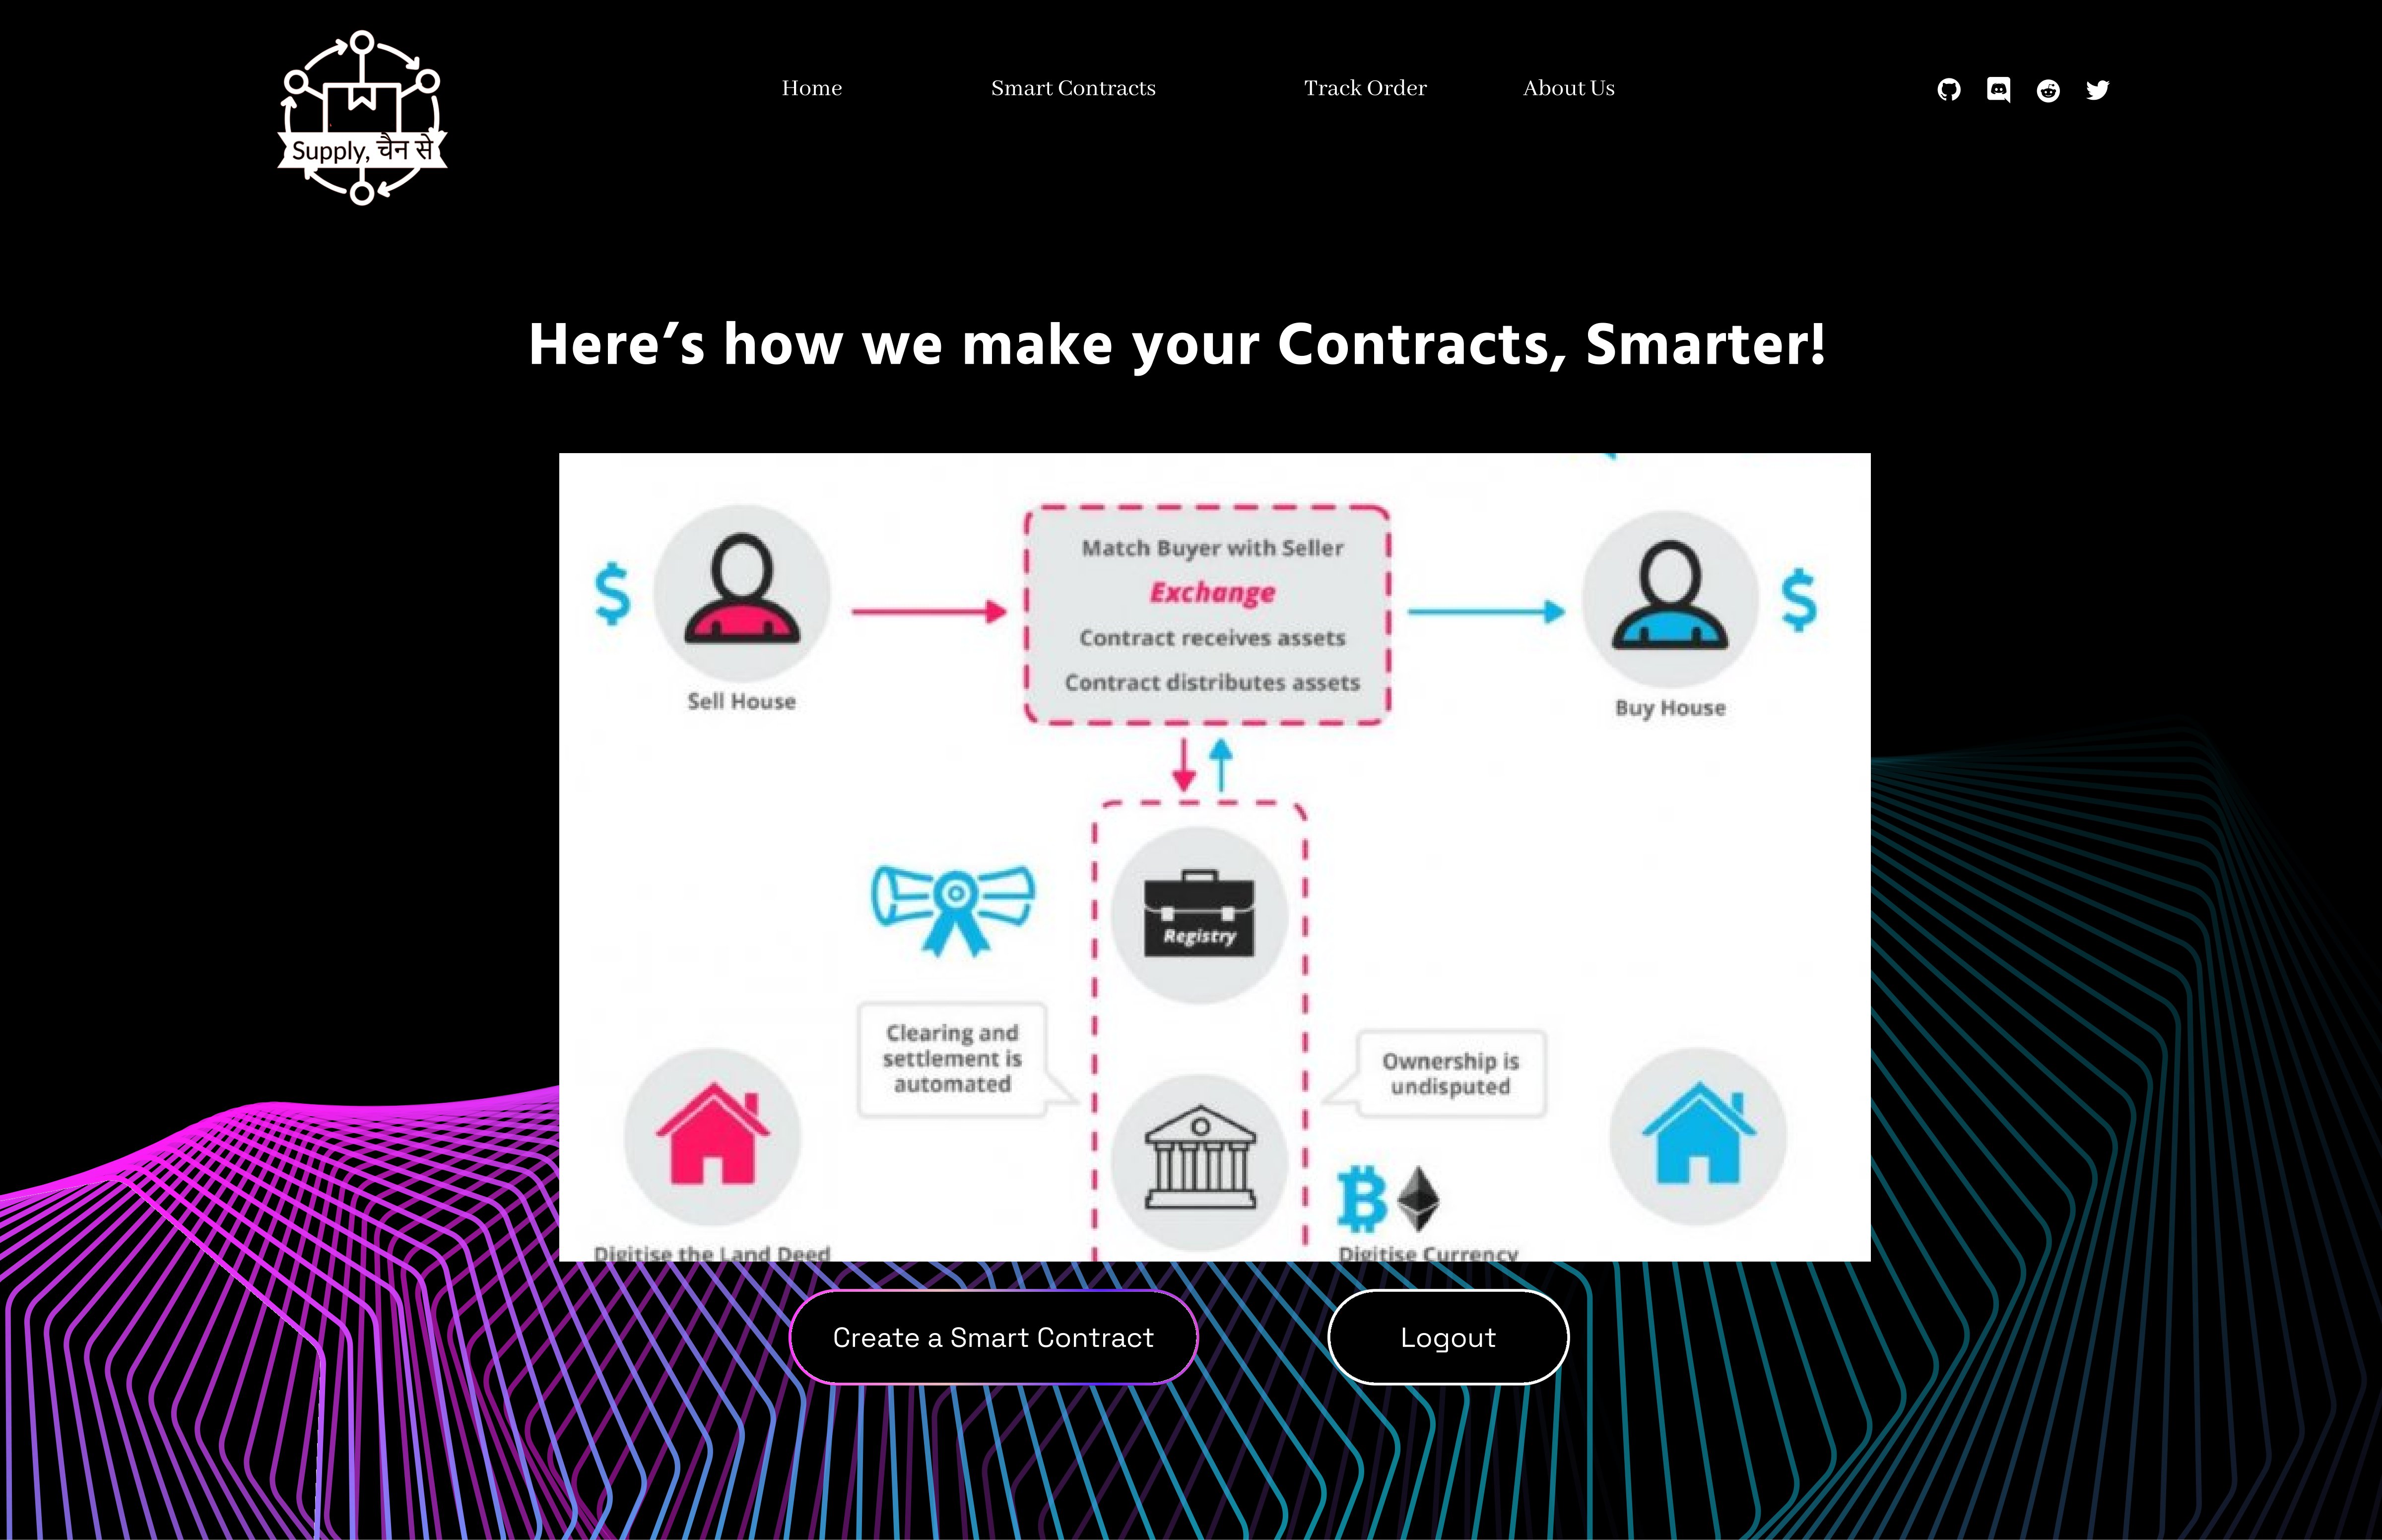 Supply, चैन से
Home
Smart Contracts
Track Order
About Us
Here’s how we make your Contracts, Smarter!
Match Buyer with Seller
Exchange
Contract receives assets
Contract distributes assets
Sell House
Buy House
Registry
Clearing and
settlement is
automated
Ownership is
undisputed
Digitise the Land Deed
Digitise Currency
Create a Smart Contract
Logout